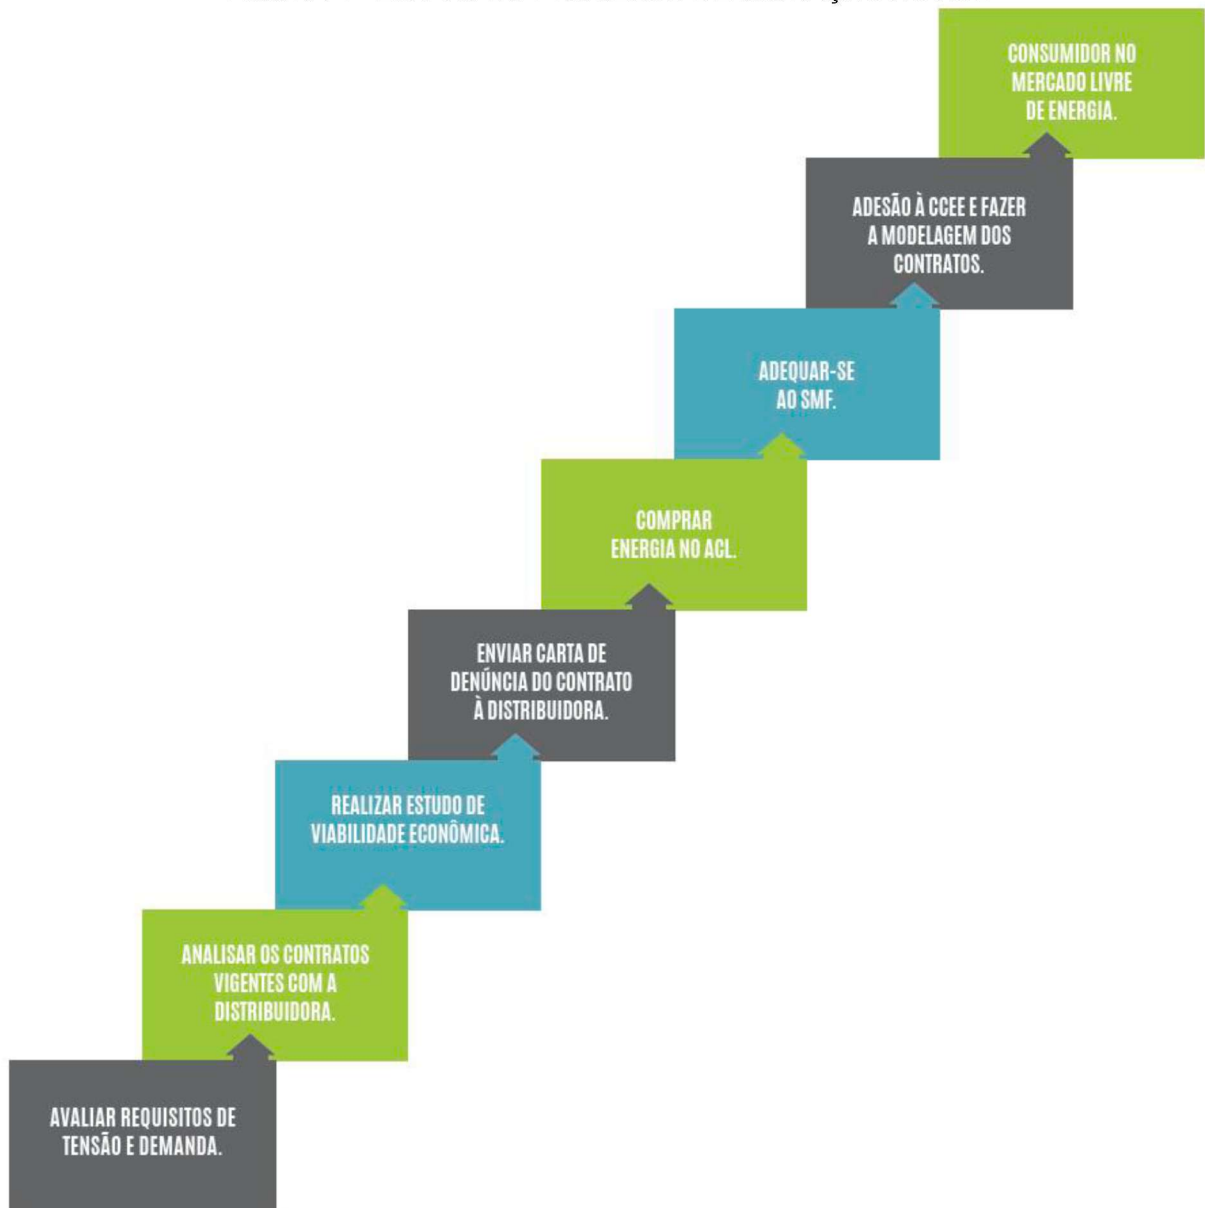 CONSUMIDOR NO
MERCADO LIVRE
DE ENERGIA.
ADESÃO À CCEE E FAZER
A MODELAGEM DOS
CONTRATOS.
ADEQUAR-SE
AO SMF.
COMPRAR
ENERGIA NO ACL.
ENVIAR CARTA DE
DENÚNCIA DO CONTRATO
À DISTRIBUIDORA.
REALIZAR ESTUDO DE
VIABILIDADE ECONÔMICA.
ANALISAR OS CONTRATOS
VIGENTES COM A
DISTRIBUIDORA.
AVALIAR REQUISITOS DE
TENSÃO E DEMANDA.